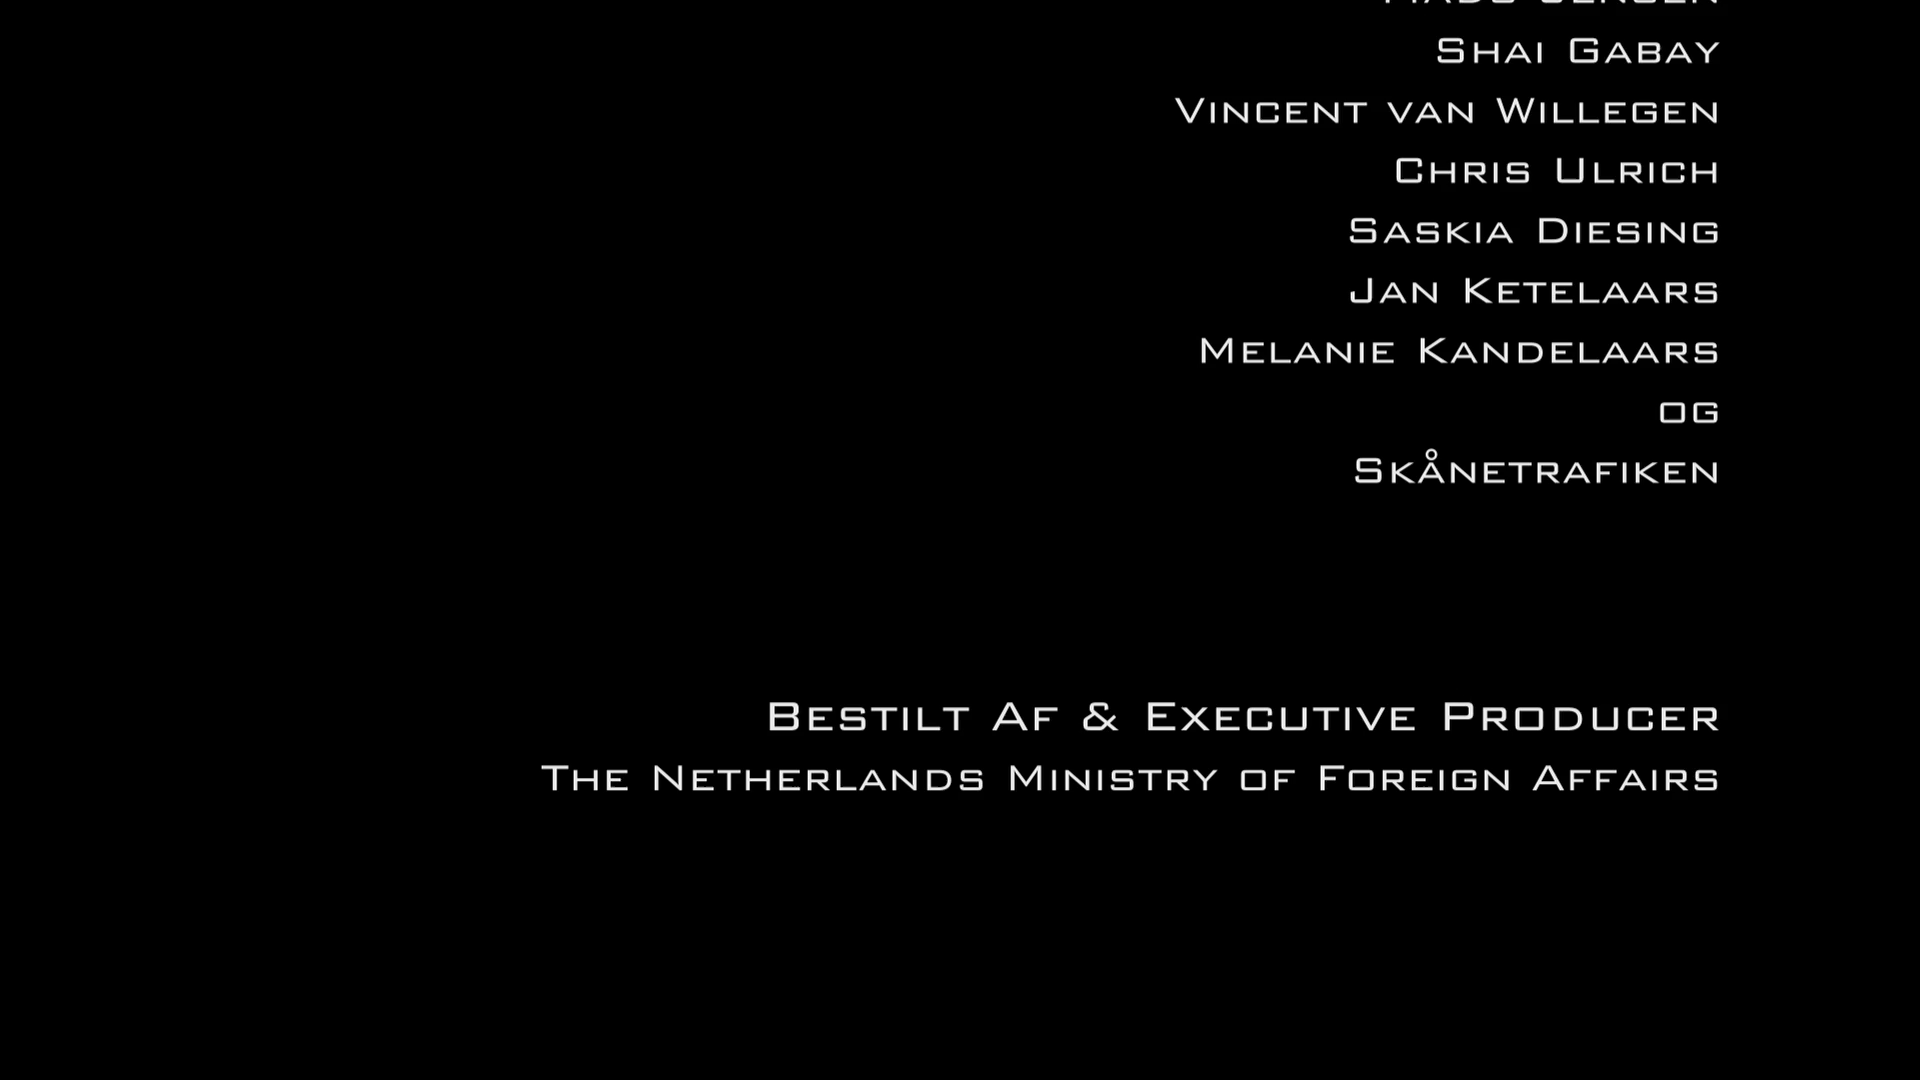 Shai Gabay
Vincent van Willegen
Chris Ulrich
Saskia Diesing
Jan Ketelaars
Melanie Kandelaars
og
Skånetrafiken
Bestilt Af & Executive Producer
The Netherlands Ministry of Foreign Affairs